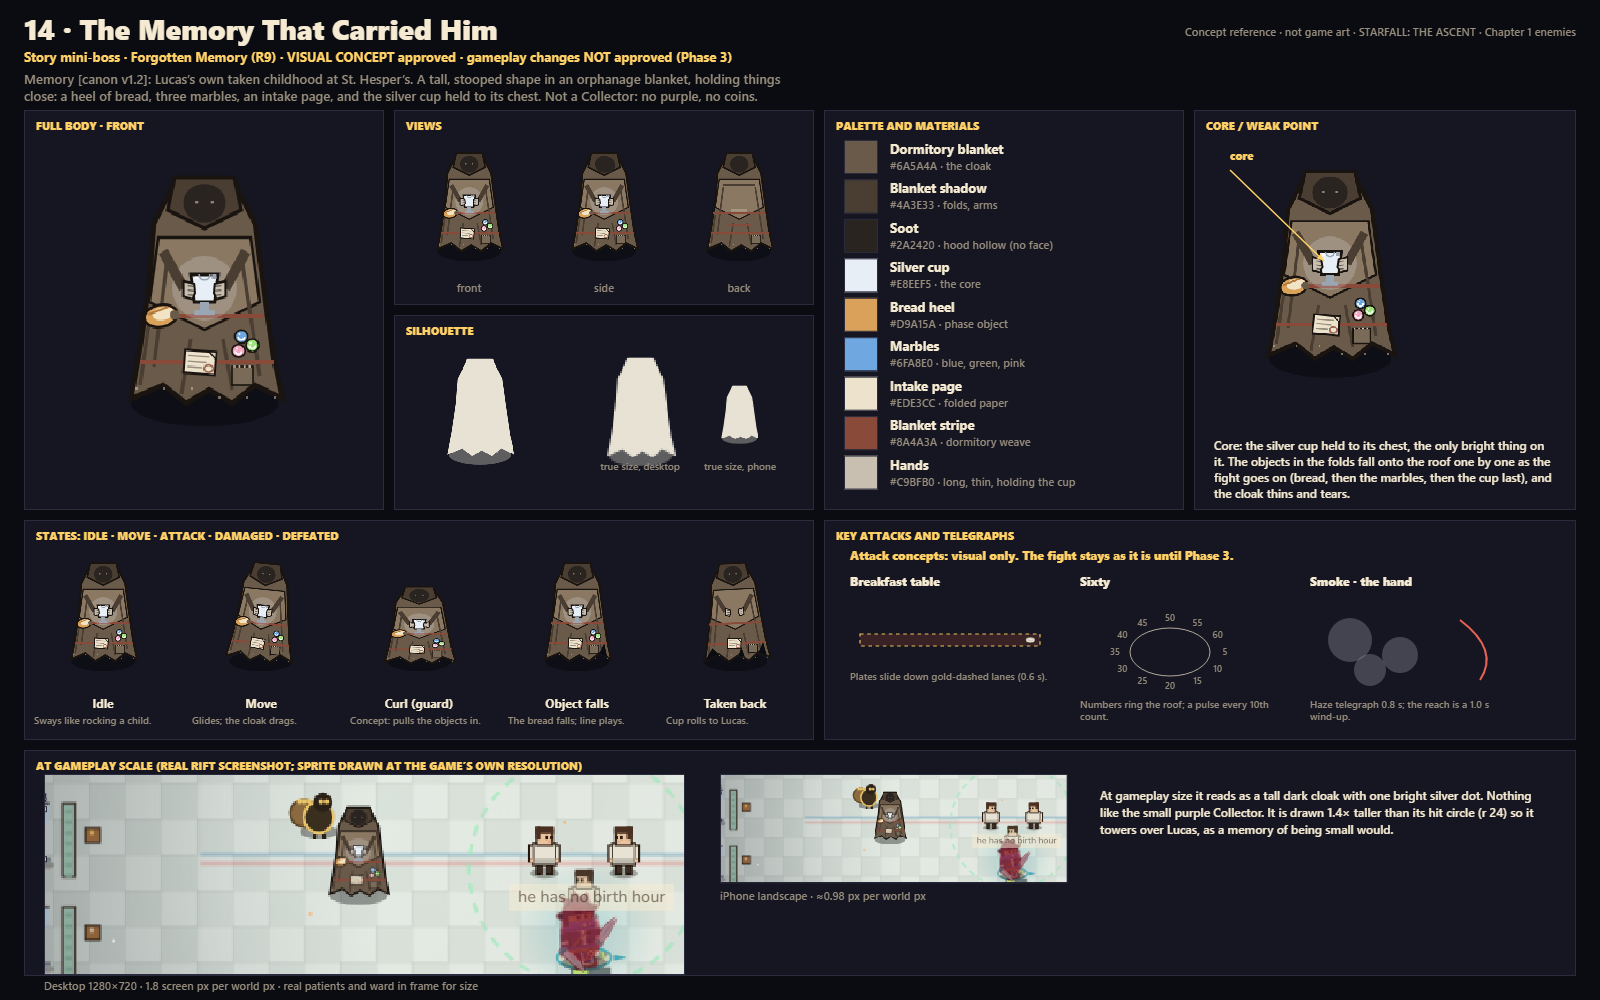 14 · The Memory That Carried Him
Concept reference · not game art · STARFALL: THE ASCENT · Chapter 1 enemies
Story mini-boss · Forgotten Memory (R9) · VISUAL CONCEPT approved · gameplay changes NOT approved (Phase 3)
Memory [canon v1.2]: Lucas's own taken childhood at St. Hesper's. A tall, stooped shape in an orphanage blanket, holding things
close: a heel of bread, three marbles, an intake page, and the silver cup held to its chest. Not a Collector: no purple, no coins.
FULL BODY · FRONT
VIEWS
front
side
back
SILHOUETTE
true size, desktop
true size, phone
PALETTE AND MATERIALS
Dormitory blanket
#6A5A4A · the cloak
Blanket shadow
#4A3E33 · folds, arms
Soot
#2A2420 · hood hollow (no face)
Silver cup
#E8EEF5 · the core
Bread heel
#D9A15A · phase object
Marbles
#6FA8E0 · blue, green, pink
Intake page
#EDE3CC · folded paper
Blanket stripe
#8A4A3A · dormitory weave
Hands
#C9BFB0 · long, thin, holding the cup
CORE / WEAK POINT
core
Core: the silver cup held to its chest, the only bright thing on
it. The objects in the folds fall onto the roof one by one as the
fight goes on (bread, then the marbles, then the cup last), and
the cloak thins and tears.
STATES: IDLE · MOVE · ATTACK · DAMAGED · DEFEATED
Idle
Sways like rocking a child.
Move
Glides; the cloak drags.
Curl (guard)
Concept: pulls the objects in.
Object falls
The bread falls; line plays.
Taken back
Cup rolls to Lucas.
KEY ATTACKS AND TELEGRAPHS
Attack concepts: visual only. The fight stays as it is until Phase 3.
Breakfast table
Plates slide down gold-dashed lanes (0.6 s).
Sixty
50
45
55
40
60
35
5
30
10
25
15
20
Numbers ring the roof; a pulse every 10th
count.
Smoke · the hand
Haze telegraph 0.8 s; the reach is a 1.0 s
wind-up.
AT GAMEPLAY SCALE (REAL RIFT SCREENSHOT; SPRITE DRAWN AT THE GAME'S OWN RESOLUTION)
he has no birth hour
Desktop 1280×720 · 1.8 screen px per world px · real patients and ward in frame for size
he has no birth hour
iPhone landscape · ≈0.98 px per world px
At gameplay size it reads as a tall dark cloak with one bright silver dot. Nothing
like the small purple Collector. It is drawn 1.4× taller than its hit circle (r 24) so it
towers over Lucas, as a memory of being small would.